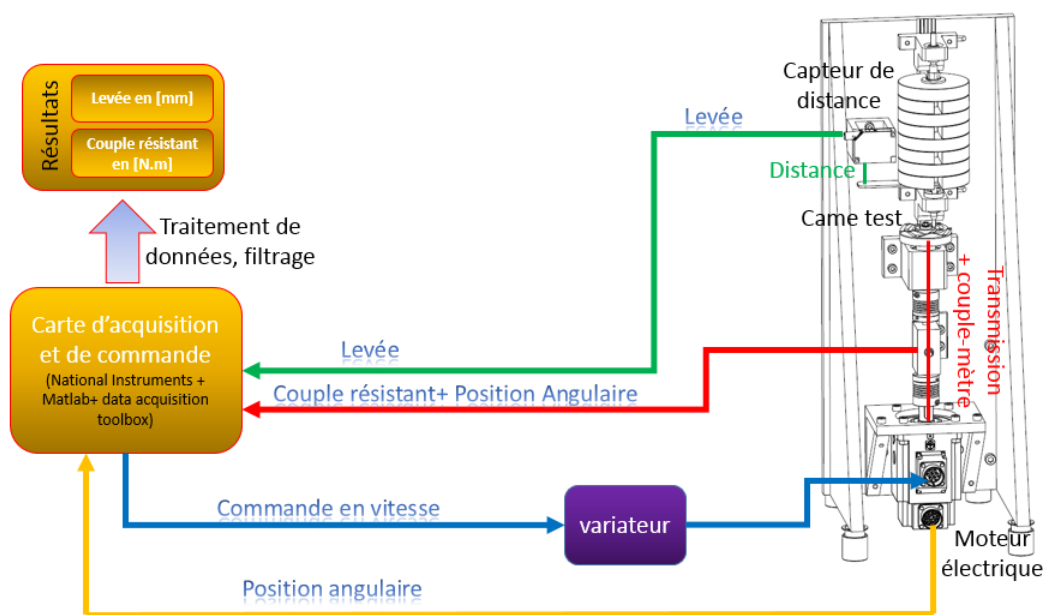 Résultats
Levée en [mm]
Couple résistant
en [N.m]
Traitement de
données, filtrage
Carte d'acquisition
et de commande
(National Instruments +
Matlab+ data acquisition
toolbox)
Capteur de
distance
Levée
Distance
Came test
Transmission
+ couple-mètre
Levée
Couple résistant+ Position Angulaire
Commande en vitesse
variateur
Moteur
électrique
Position angulaire